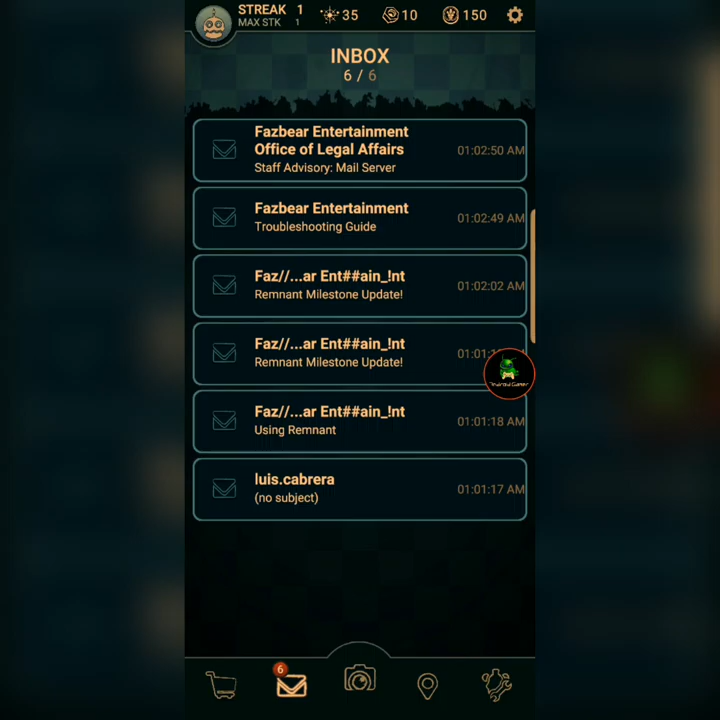 STREAK 1
MAX STK 1
35
10
150
INBOX
6 / 6
Fazbear Entertainment
Office of Legal Affairs
Staff Advisory: Mail Server
01:02:50 AM
Fazbear Entertainment
Troubleshooting Guide
01:02:49 AM
Faz//...ar Ent##ain_!nt
Remnant Milestone Update!
01:02:02 AM
Faz//...ar Ent##ain_!nt
Remnant Milestone Update!
Faz//...ar Ent##ain_!nt
Using Remnant
01:01:18 AM
luis.cabrera
(no subject)
01:01:17 AM
6